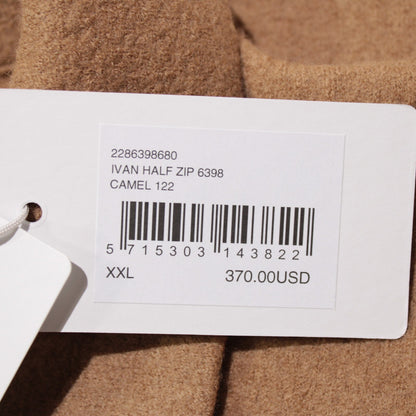 2286398680
IVAN HALF ZIP 6398
CAMEL 122
5 715303 143822
XXL 370.00USD